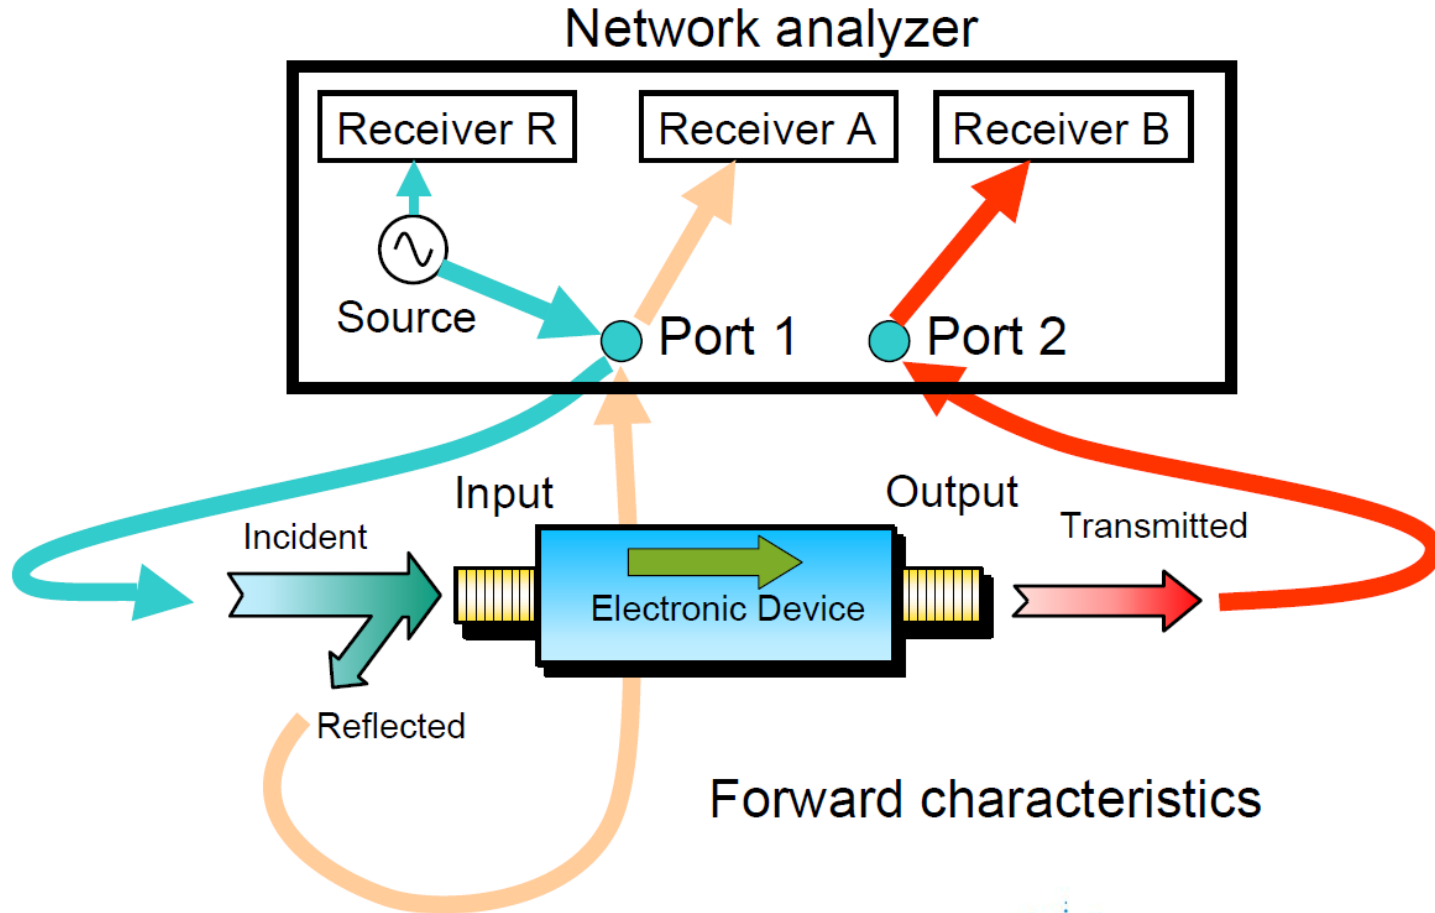 Network analyzer
Receiver R
Receiver A
Receiver B
Source
Port 1
Port 2
Input
Output
Incident
Transmitted
Electronic Device
Reflected
Forward characteristics